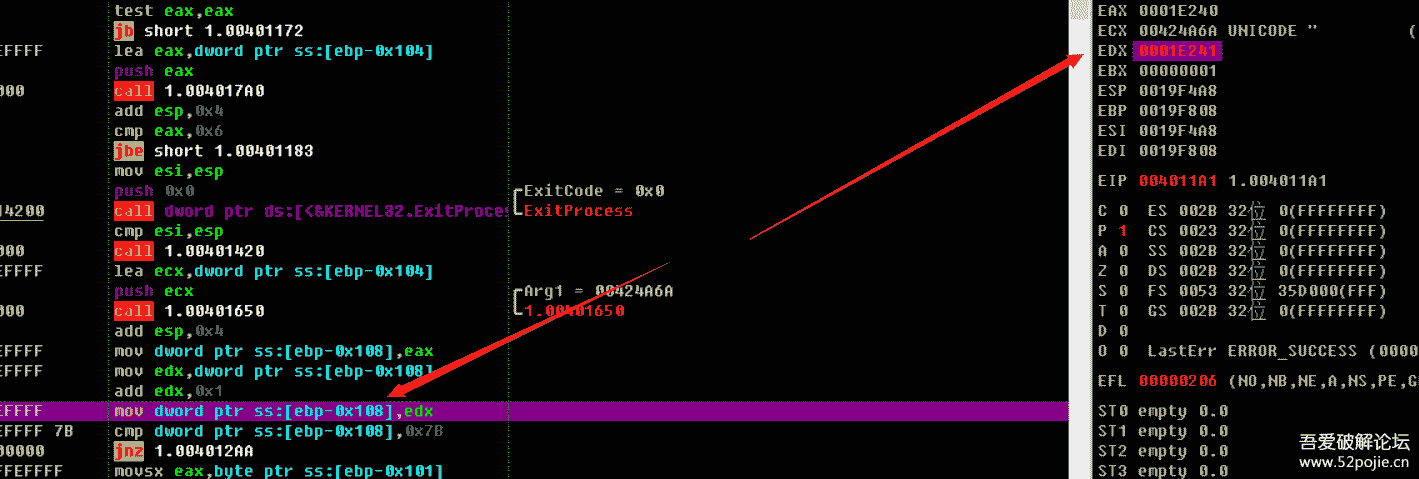 test eax,eax
jb short 1.00401172
EFFFF lea eax,dword ptr ss:[ebp-0x104]
push eax
000 call 1.004017A0
add esp,0x4
cmp eax,0x6
jbe short 1.00401183
mov esi,esp
push 0x0 ExitCode = 0x0
14200 call dword ptr ds:[<&KERNEL32.ExitProce ExitProcess
cmp esi,esp
000 call 1.00401420
EFFFF lea ecx,dword ptr ss:[ebp-0x104]
push ecx Arg1 = 00424A6A
000 call 1.00401650 1.00401650
add esp,0x4
EFFFF mov dword ptr ss:[ebp-0x108],eax
EFFFF mov edx,dword ptr ss:[ebp-0x108]
add edx,0x1
EFFFF mov dword ptr ss:[ebp-0x108],edx
EFFFF 7B cmp dword ptr ss:[ebp-0x108],0x7B
00000 jnz 1.004012AA
FFEFFFF movsx eax,byte ptr ss:[ebp-0x101]
EAX 0001E240
ECX 00424A6A UNICODE " (
EDX 0001E241
EBX 00000001
ESP 0019F4A8
EBP 0019F808
ESI 0019F4A8
EDI 0019F808
EIP 004011A1 1.004011A1
C 0 ES 002B 32位 0(FFFFFFFF)
P 1 CS 0023 32位 0(FFFFFFFF)
A 0 SS 002B 32位 0(FFFFFFFF)
Z 0 DS 002B 32位 0(FFFFFFFF)
S 0 FS 0053 32位 35D000(FFF)
T 0 GS 002B 32位 0(FFFFFFFF)
D 0
O 0 LastErr ERROR_SUCCESS (0000
EFL 00000206 (NO,NB,NE,A,NS,PE,G
ST0 empty 0.0
ST1 empty 0.0
ST2 empty 0.0
ST3 empty 0.0
吾爱破解论坛
www.52pojie.cn